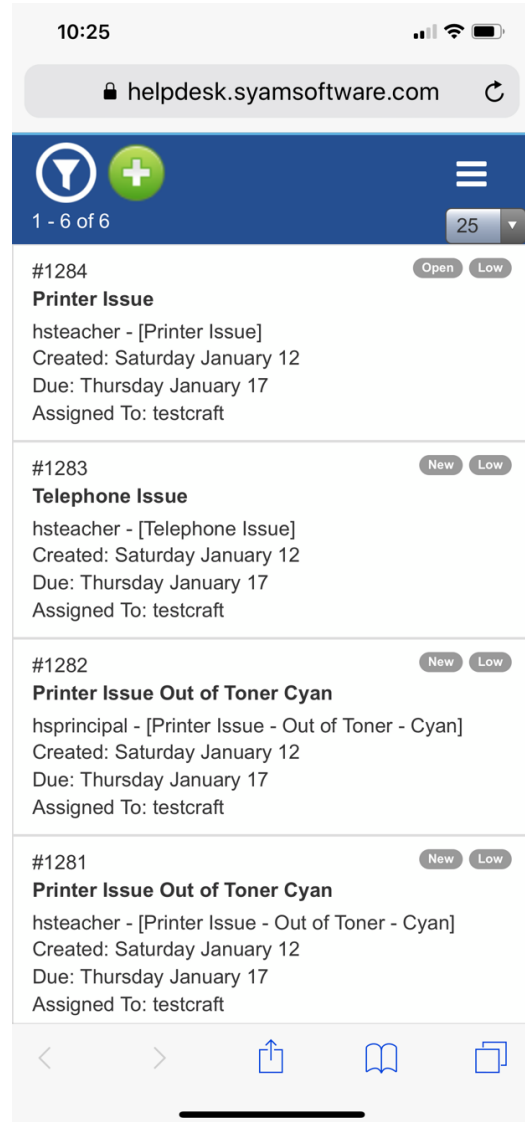 10:25
helpdesk.syamsoftware.com
1 - 6 of 6
25
#1284
Open Low
Printer Issue
hsteacher - [Printer Issue]
Created: Saturday January 12
Due: Thursday January 17
Assigned To: testcraft
#1283
New Low
Telephone Issue
hsteacher - [Telephone Issue]
Created: Saturday January 12
Due: Thursday January 17
Assigned To: testcraft
#1282
New Low
Printer Issue Out of Toner Cyan
hsprincipal - [Printer Issue - Out of Toner - Cyan]
Created: Saturday January 12
Due: Thursday January 17
Assigned To: testcraft
#1281
New Low
Printer Issue Out of Toner Cyan
hsteacher - [Printer Issue - Out of Toner - Cyan]
Created: Saturday January 12
Due: Thursday January 17
Assigned To: testcraft